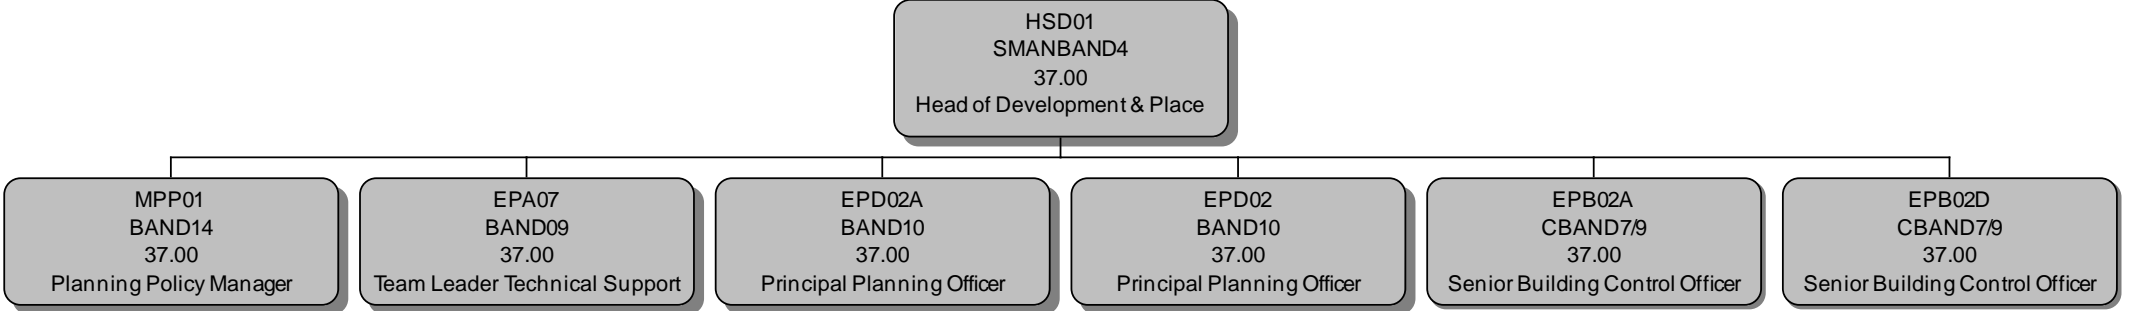 HSD01
SMANBAND4
37.00
Head of Development & Place
MPP01
BAND14
37.00
Planning Policy Manager
EPA07
BAND09
37.00
Team Leader Technical Support
EPD02A
BAND10
37.00
Principal Planning Officer
EPD02
BAND10
37.00
Principal Planning Officer
EPB02A
CBAND7/9
37.00
Senior Building Control Officer
EPB02D
CBAND7/9
37.00
Senior Building Control Officer